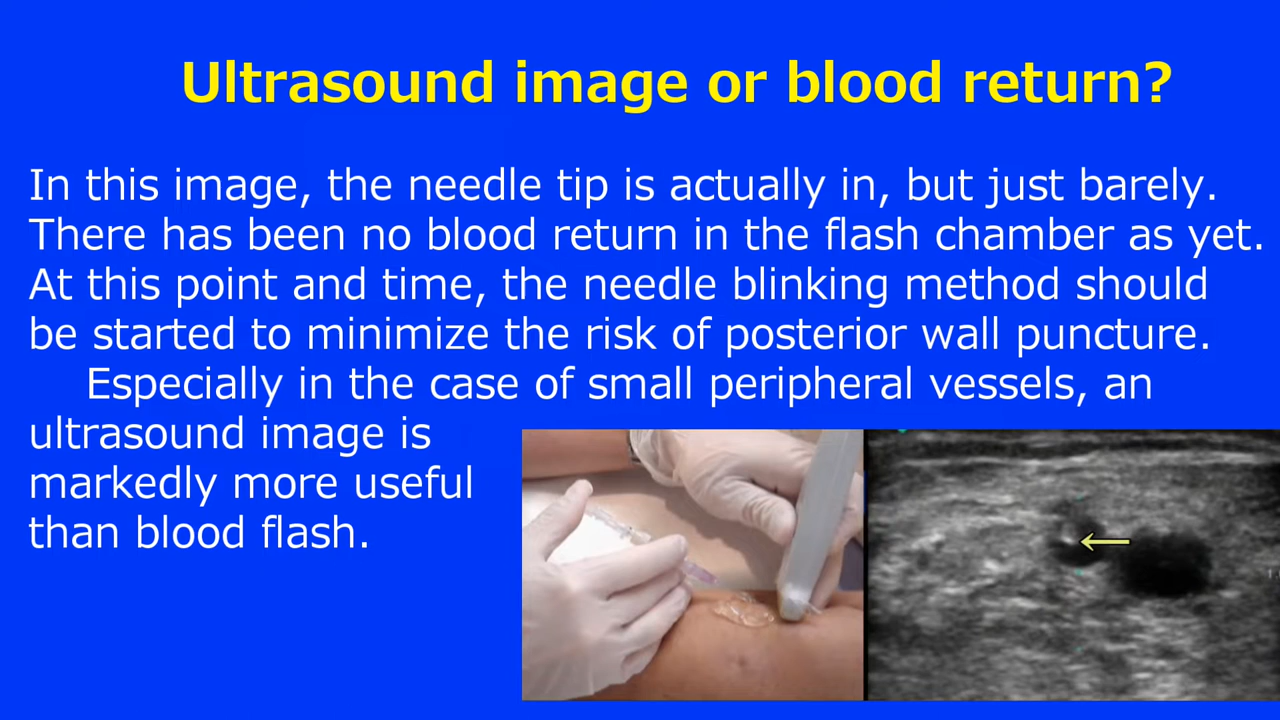 Ultrasound image or blood return?
In this image, the needle tip is actually in, but just barely.
There has been no blood return in the flash chamber as yet.
At this point and time, the needle blinking method should
be started to minimize the risk of posterior wall puncture.
Especially in the case of small peripheral vessels, an
ultrasound image is
markedly more useful
than blood flash.